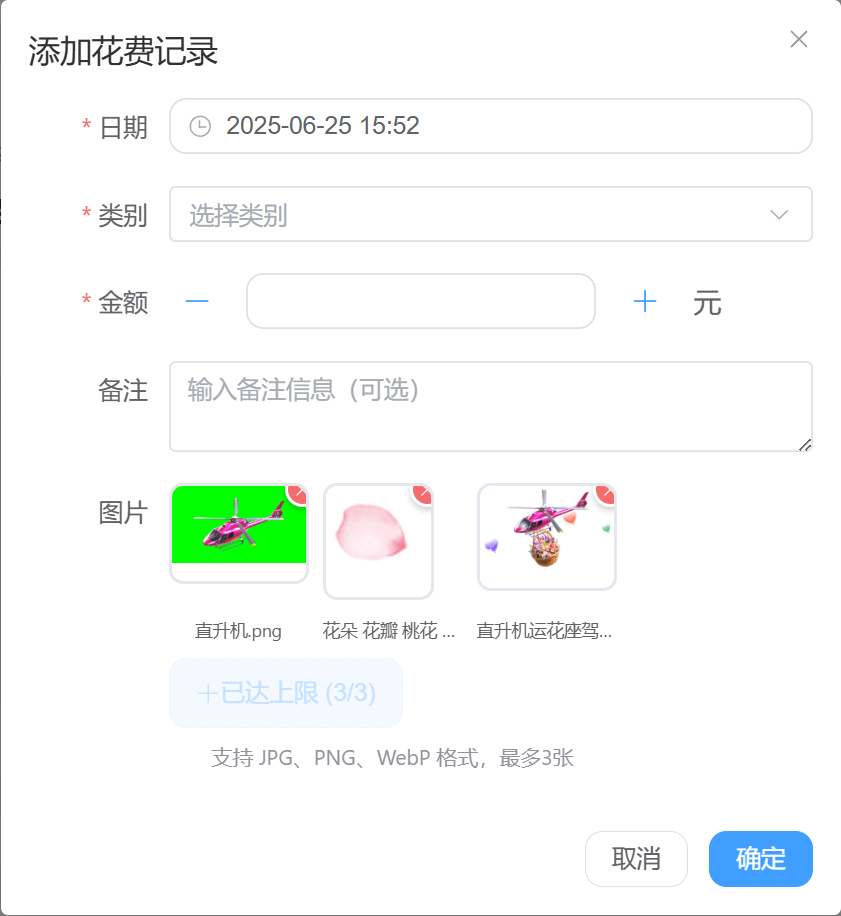 添加花费记录
* 日期 2025-06-25 15:52
* 类别 选择类别
* 金额 元
备注 输入备注信息（可选）
图片
直升机.png 花朵 花瓣 桃花 ... 直升机运花座驾...
+已达上限 (3/3)
支持 JPG、PNG、WebP 格式，最多3张
取消 确定